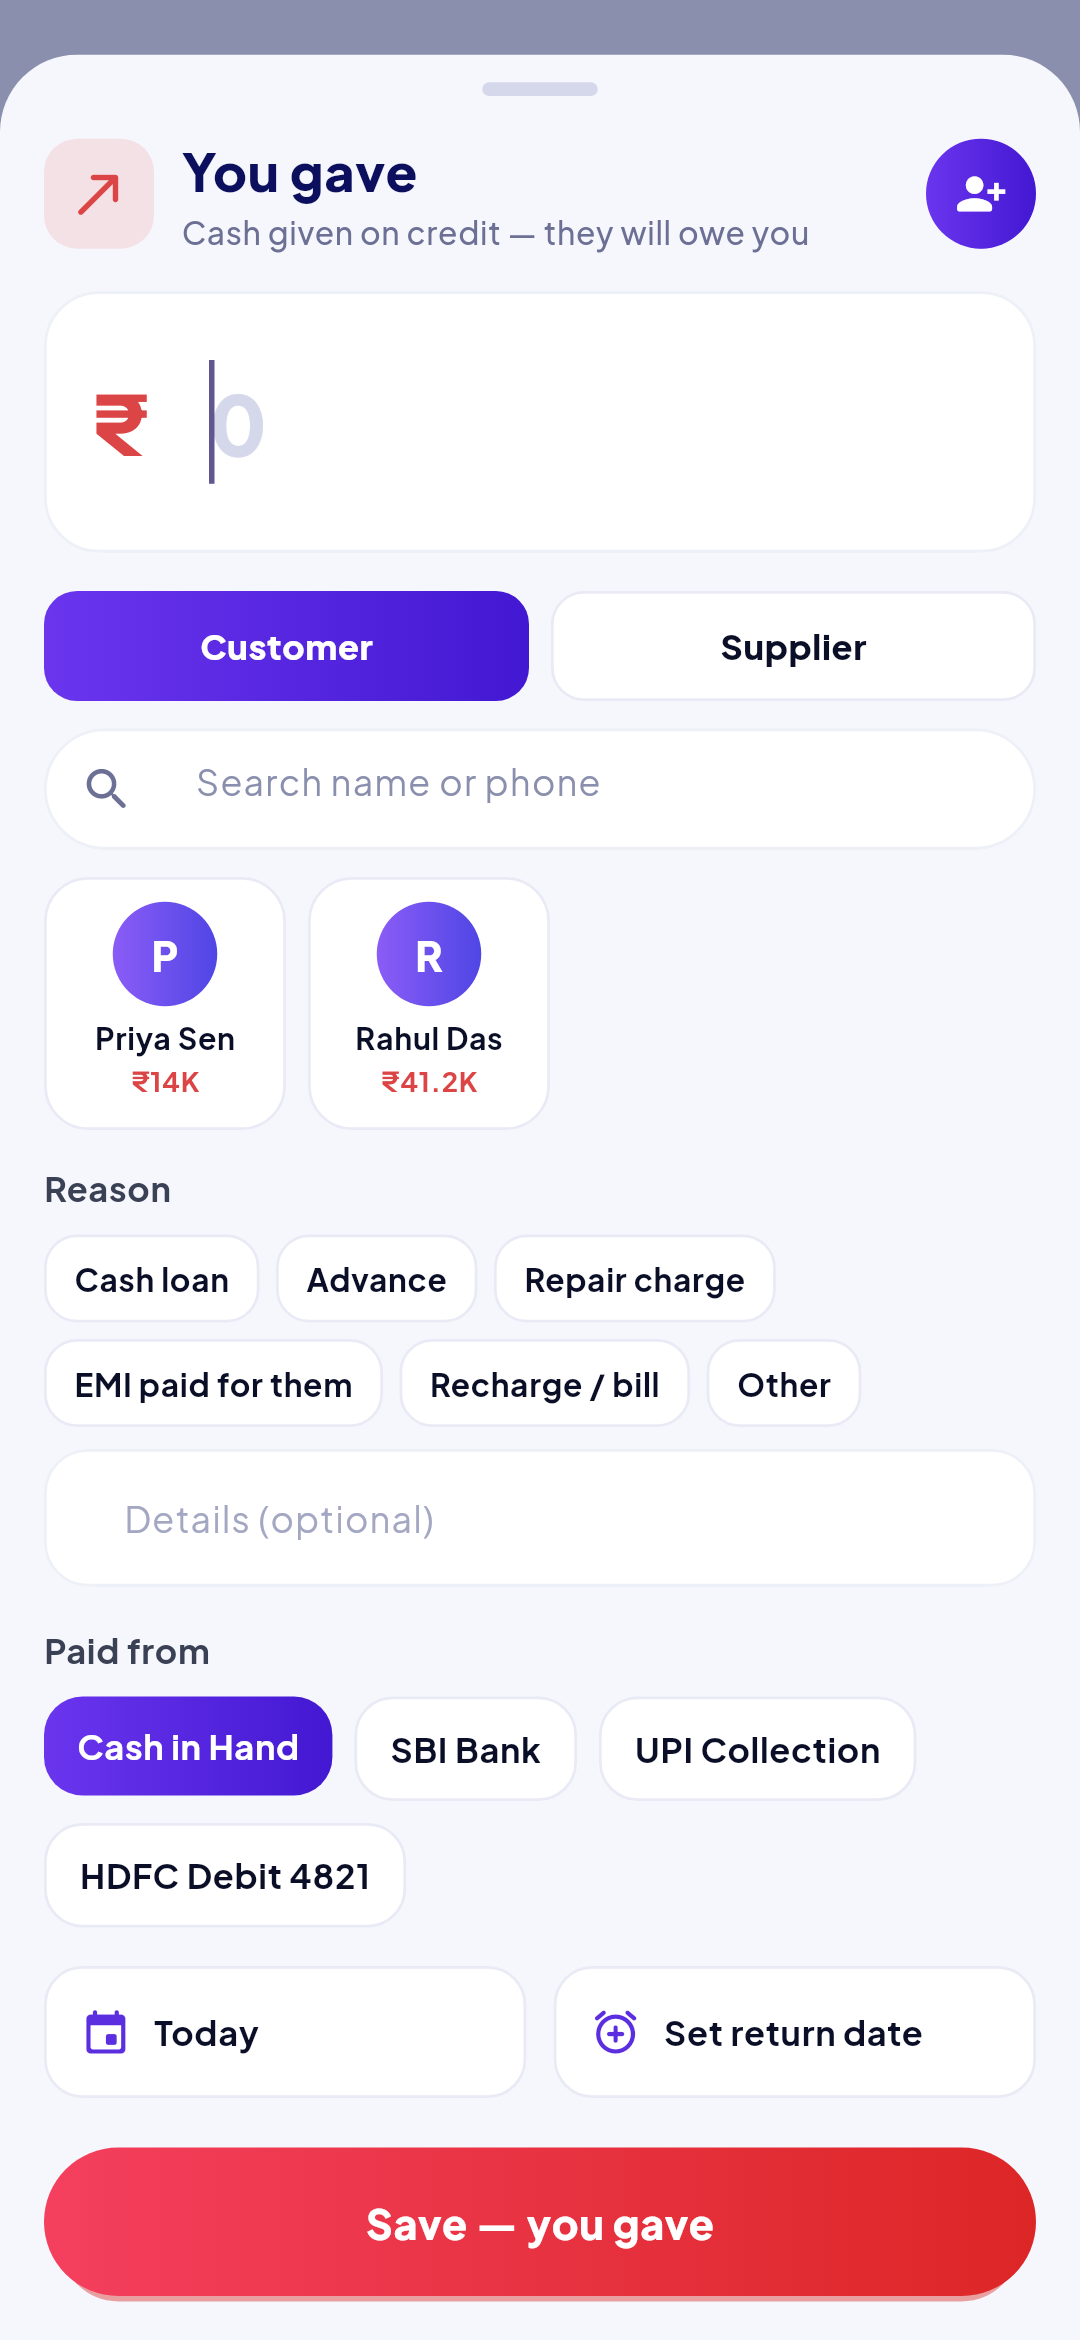 You gave
Cash given on credit — they will owe you
₹ 0
Customer Supplier
Search name or phone
P R
Priya Sen Rahul Das
₹14K ₹41.2K
Reason
Cash loan Advance Repair charge
EMI paid for them Recharge / bill Other
Details (optional)
Paid from
Cash in Hand SBI Bank UPI Collection
HDFC Debit 4821
Today Set return date
Save — you gave